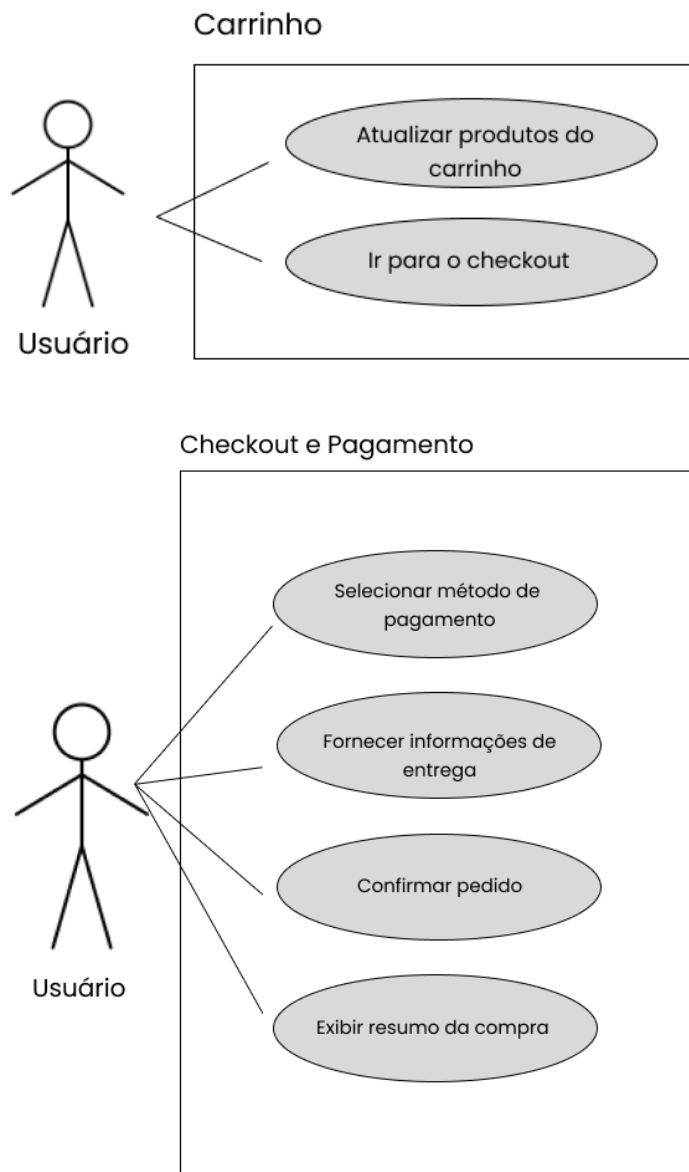 Carrinho
Atualizar produtos do
carrinho
Ir para o checkout
Usuário
Checkout e Pagamento
Selecionar método de
pagamento
Fornecer informações de
entrega
Confirmar pedido
Usuário
Exibir resumo da compra